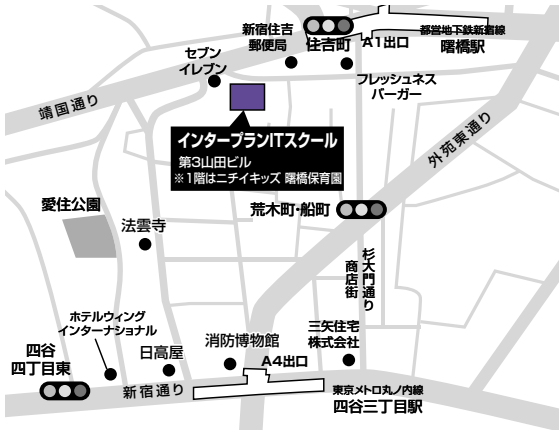 新宿住吉
郵便局
住吉町
A1出口
都営地下鉄新宿線
曙橋駅
セブン
イレブン
フレッシュネス
バーガー
靖国通り
外苑東通り
インタープランITスクール
第3山田ビル
※1階はニチイキッズ 曙橋保育園
愛住公園
法雲寺
荒木町・船町
杉大門通り
商店街
ホテルウィング
インターナショナル
四谷
四丁目東
日高屋
消防博物館
A4出口
三矢住宅
株式会社
新宿通り
東京メトロ丸ノ内線
四谷三丁目駅